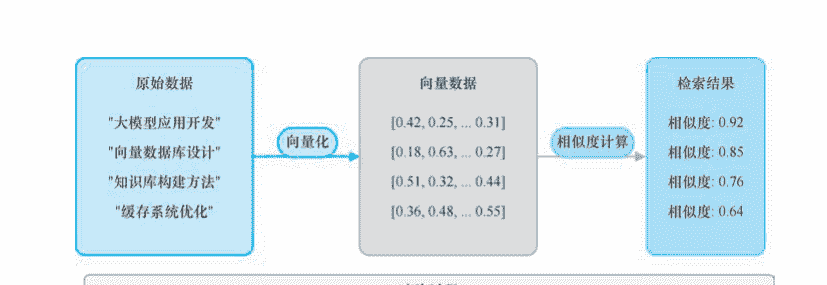 原始数据
"大模型应用开发"
"向量数据库设计"
"知识库构建方法"
"缓存系统优化"
向量化
向量数据
[0.42, 0.25, ... 0.31]
[0.18, 0.63, ... 0.27]
[0.51, 0.32, ... 0.44]
[0.36, 0.48, ... 0.55]
相似度计算
检索结果
相似度: 0.92
相似度: 0.85
相似度: 0.76
相似度: 0.64